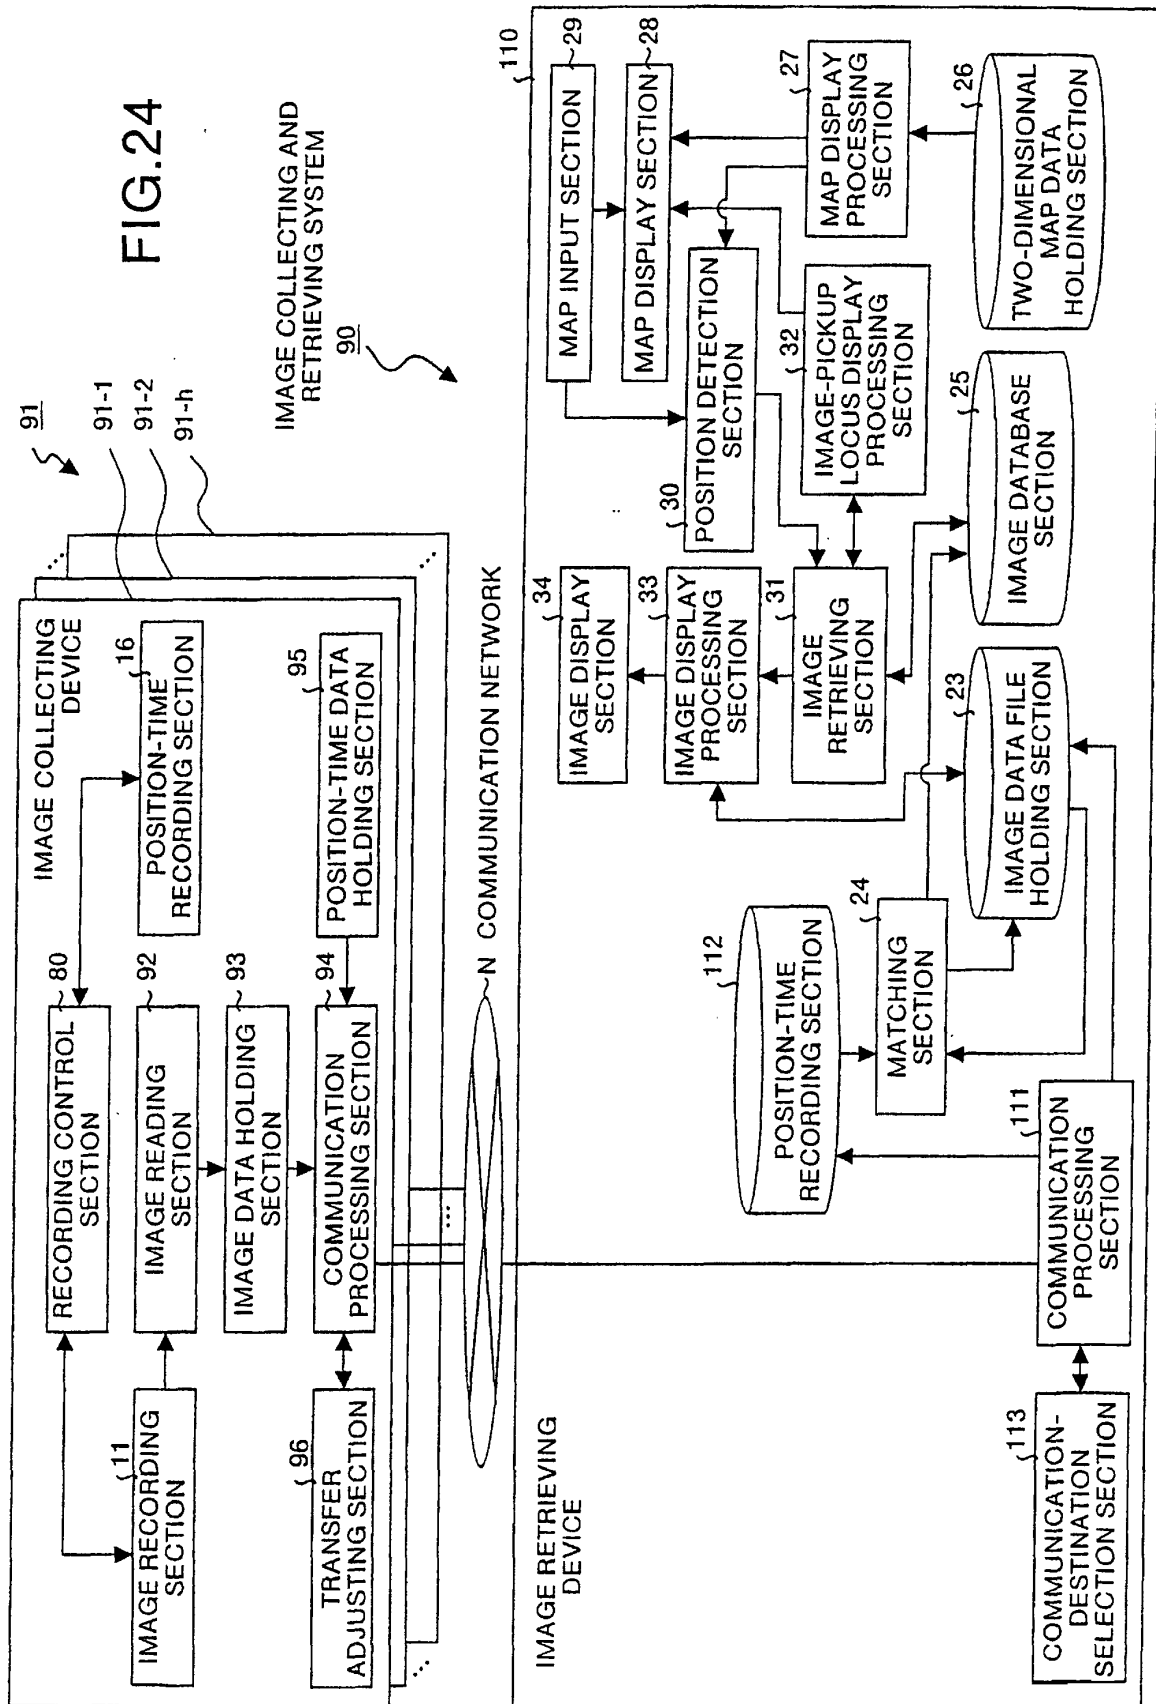 FIG.24
IMAGE COLLECTING AND
RETRIEVING SYSTEM
90
91
91-1
91-2
91-h
IMAGE COLLECTING
DEVICE
80
RECORDING CONTROL
SECTION
16
POSITION-TIME
RECORDING SECTION
11
IMAGE RECORDING
SECTION
92
IMAGE READING
SECTION
93
IMAGE DATA HOLDING
SECTION
96
TRANSFER
ADJUSTING SECTION
94
COMMUNICATION
PROCESSING SECTION
95
POSITION-TIME DATA
HOLDING SECTION
N COMMUNICATION NETWORK
IMAGE RETRIEVING
DEVICE
110
29
MAP INPUT SECTION
28
MAP DISPLAY SECTION
34
IMAGE DISPLAY
SECTION
33
IMAGE DISPLAY
PROCESSING
SECTION
30
POSITION DETECTION
SECTION
31
IMAGE
RETRIEVING
SECTION
32
IMAGE-PICKUP
LOCUS DISPLAY
PROCESSING
SECTION
27
MAP DISPLAY
PROCESSING
SECTION
112
POSITION-TIME
RECORDING SECTION
24
MATCHING
SECTION
23
IMAGE DATA FILE
HOLDING SECTION
25
IMAGE DATABASE
SECTION
26
TWO-DIMENSIONAL
MAP DATA
HOLDING SECTION
113
COMMUNICATION-
DESTINATION
SELECTION SECTION
111
COMMUNICATION
PROCESSING
SECTION